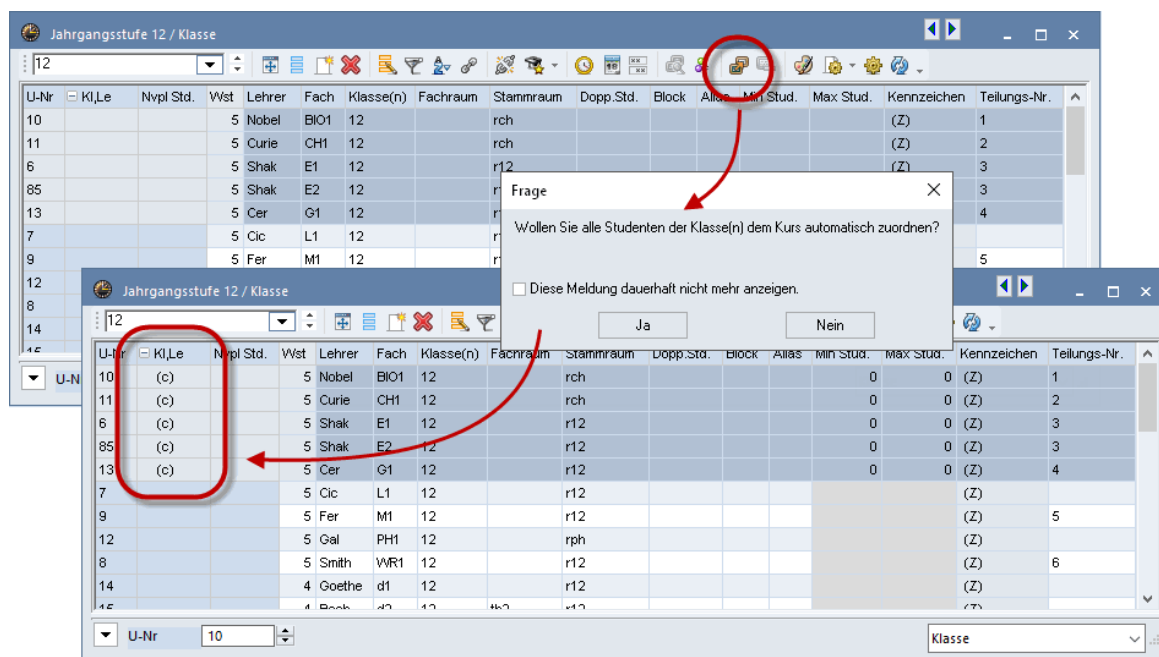 Jahrgangsstufe 12 / Klasse
12
U-Nr Kl,Le Nvpl Std. Wst Lehrer Fach Klasse(n) Fachraum Stammraum Dopp.Std. Block Alias Min Stud. Max Stud. Kennzeichen Teilungs-Nr.
10 5 Nobel BIO1 12 rch (Z) 1
11 5 Curie CH1 12 rch (Z) 2
6 5 Shak E1 12 r12 (Z) 3
85 5 Shak E2 12 3
13 5 Cer G1 12 4
7 5 Cic L1 12
9 5 Fer M1 12 5
12
8
14
U-N
Frage
Wollen Sie alle Studenten der Klasse(n) dem Kurs automatisch zuordnen?
Diese Meldung dauerhaft nicht mehr anzeigen.
Ja Nein
Jahrgangsstufe 12 / Klasse
12
U-Nr Kl,Le Nvpl Std. Wst Lehrer Fach Klasse(n) Fachraum Stammraum Dopp.Std. Block Alias Min Stud. Max Stud. Kennzeichen Teilungs-Nr.
10 (c) 5 Nobel BIO1 12 rch 0 0 (Z) 1
11 (c) 5 Curie CH1 12 rch 0 0 (Z) 2
6 (c) 5 Shak E1 12 r12 0 0 (Z) 3
85 (c) 5 Shak E2 12 r12 0 0 (Z) 3
13 (c) 5 Cer G1 12 r12 0 0 (Z) 4
7 5 Cic L1 12 r12 (Z)
9 5 Fer M1 12 r12 (Z) 5
12 5 Gal PH1 12 rph (Z)
8 5 Smith WR1 12 r12 (Z) 6
14 4 Goethe d1 12 r12 (Z)
U-Nr 10 Klasse